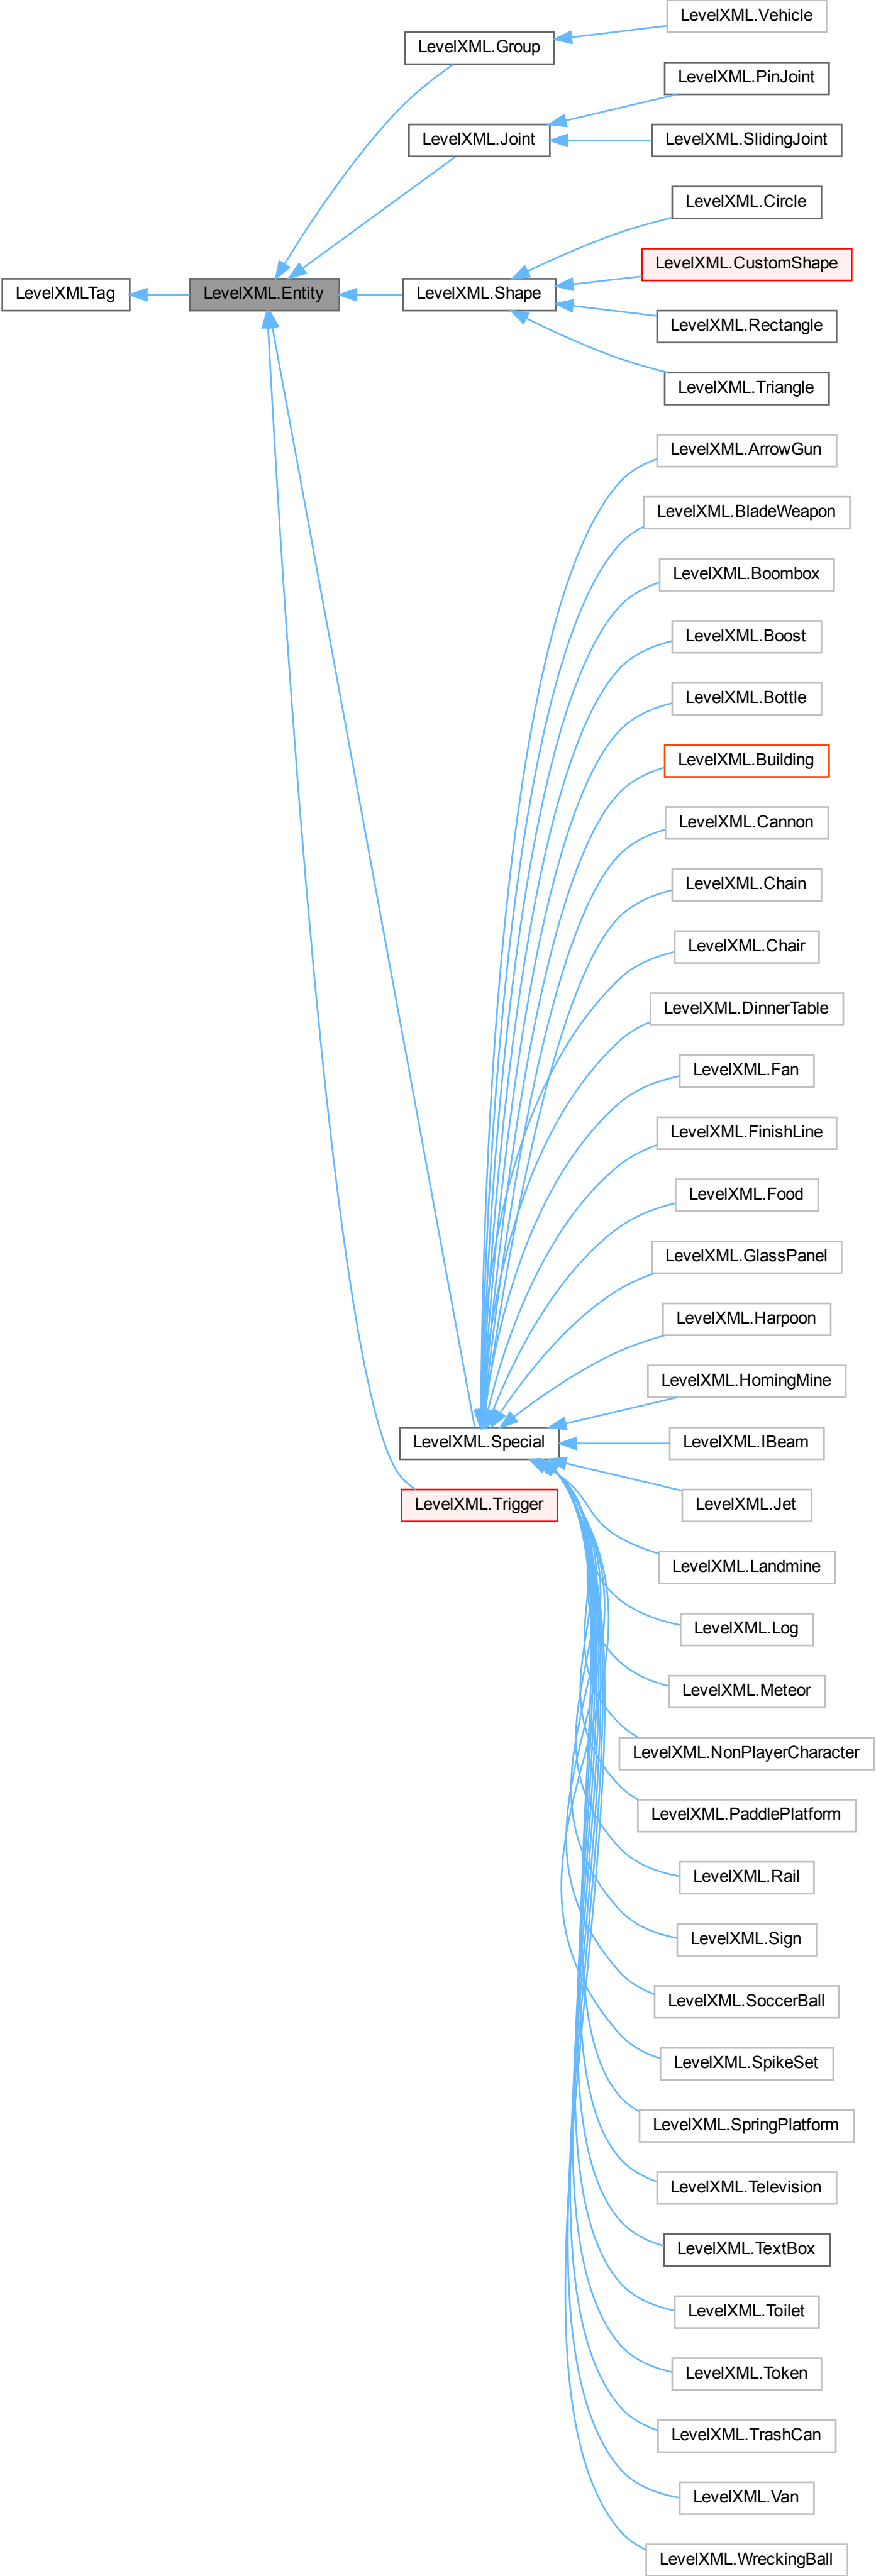 LevelXML.Vehicle
LevelXML.Group
LevelXML.PinJoint
LevelXML.Joint
LevelXML.SlidingJoint
LevelXML.Circle
LevelXML.CustomShape
LevelXMLTag
LevelXML.Entity
LevelXML.Shape
LevelXML.Rectangle
LevelXML.Triangle
LevelXML.ArrowGun
LevelXML.BladeWeapon
LevelXML.Boombox
LevelXML.Boost
LevelXML.Bottle
LevelXML.Building
LevelXML.Cannon
LevelXML.Chain
LevelXML.Chair
LevelXML.DinnerTable
LevelXML.Fan
LevelXML.FinishLine
LevelXML.Food
LevelXML.GlassPanel
LevelXML.Harpoon
LevelXML.HomingMine
LevelXML.Special
LevelXML.IBeam
LevelXML.Trigger
LevelXML.Jet
LevelXML.Landmine
LevelXML.Log
LevelXML.Meteor
LevelXML.NonPlayerCharacter
LevelXML.PaddlePlatform
LevelXML.Rail
LevelXML.Sign
LevelXML.SoccerBall
LevelXML.SpikeSet
LevelXML.SpringPlatform
LevelXML.Television
LevelXML.TextBox
LevelXML.Toilet
LevelXML.Token
LevelXML.TrashCan
LevelXML.Van
LevelXML.WreckingBall